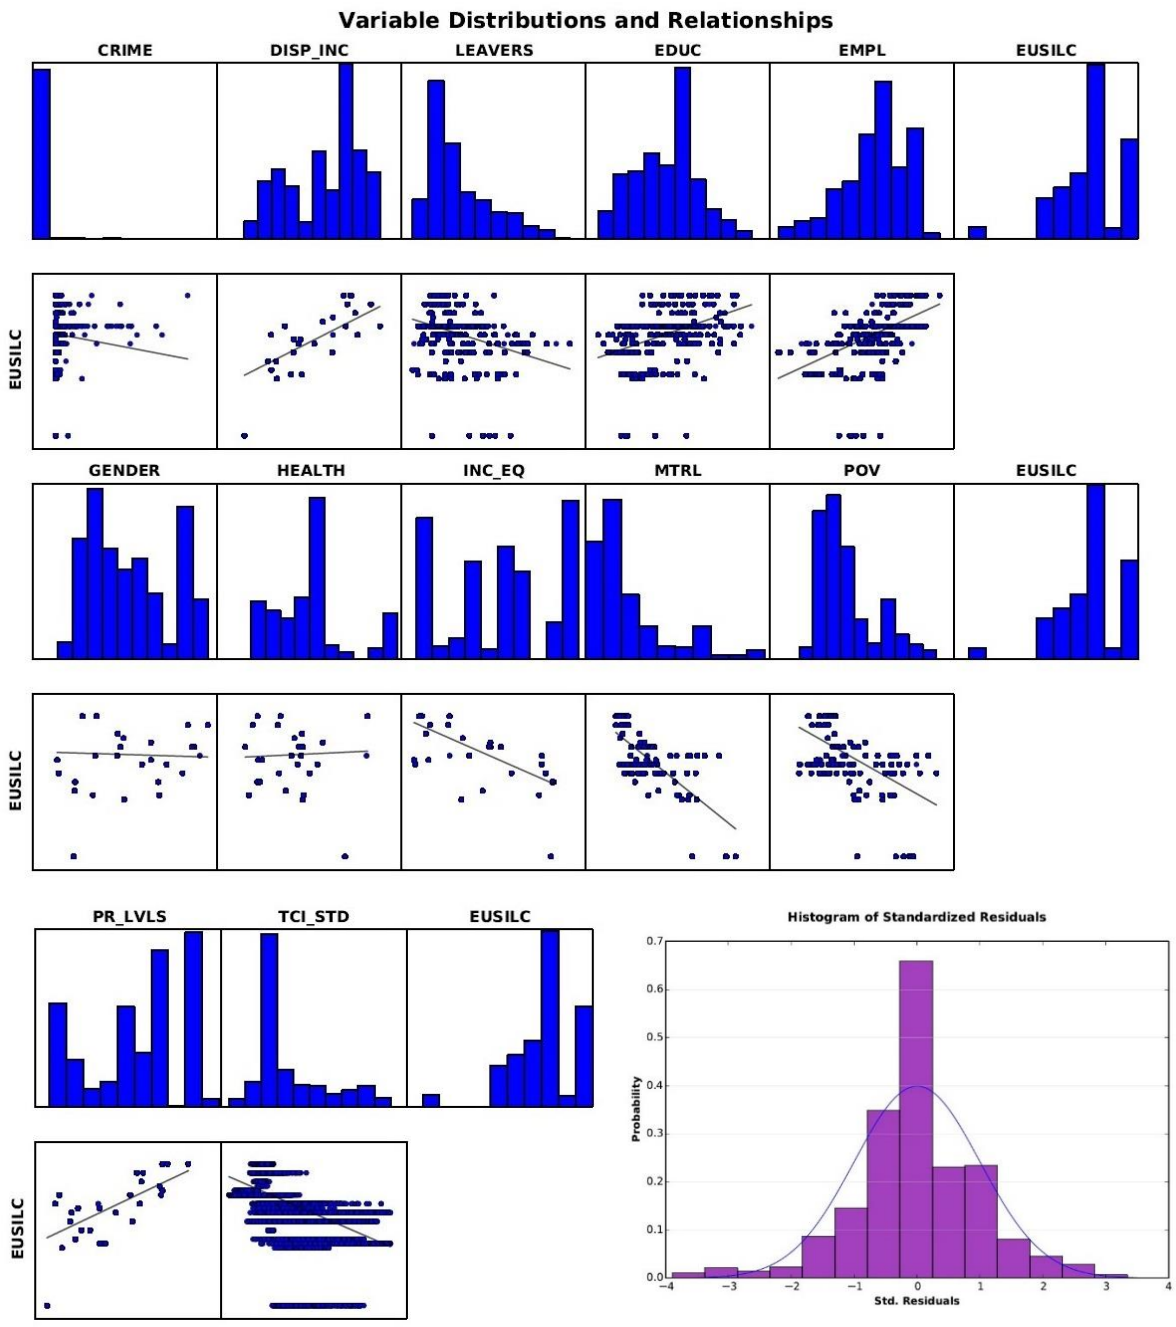 Variable Distributions and Relationships
CRIME DISP_INC LEAVERS EDUC EMPL EUSILC
EUSILC
GENDER HEALTH INC_EQ MTRL POV EUSILC
EUSILC
PR_LVLS TCI_STD EUSILC
EUSILC
Histogram of Standardized Residuals
0.7
0.6
0.5
0.4
0.3
0.2
0.1
0.0
Probability
−4 −3 −2 −1 0 1 2 3 4
Std. Residuals